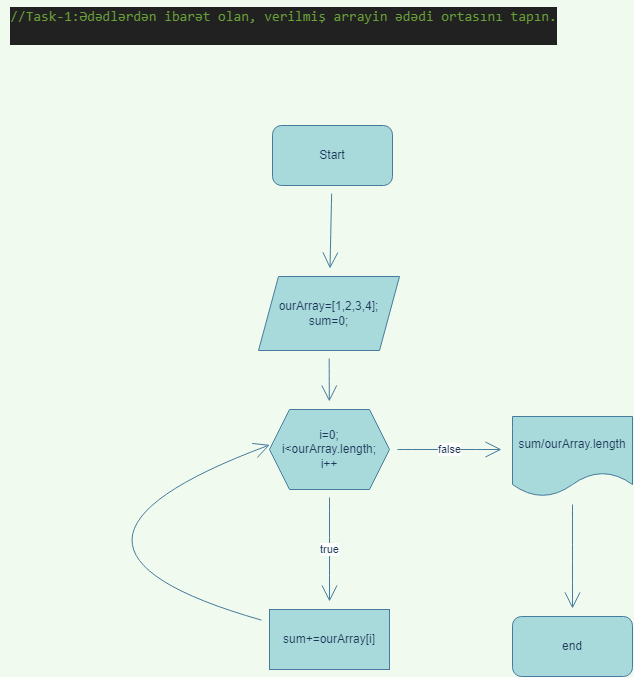 //Task-1:Ədədlərdən ibarət olan, verilmiş arrayin ədədi ortasını tapın.
Start
ourArray=[1,2,3,4];
sum=0;
i=0;
i<ourArray.length;
i++
false
sum/ourArray.length
true
sum+=ourArray[i]
end